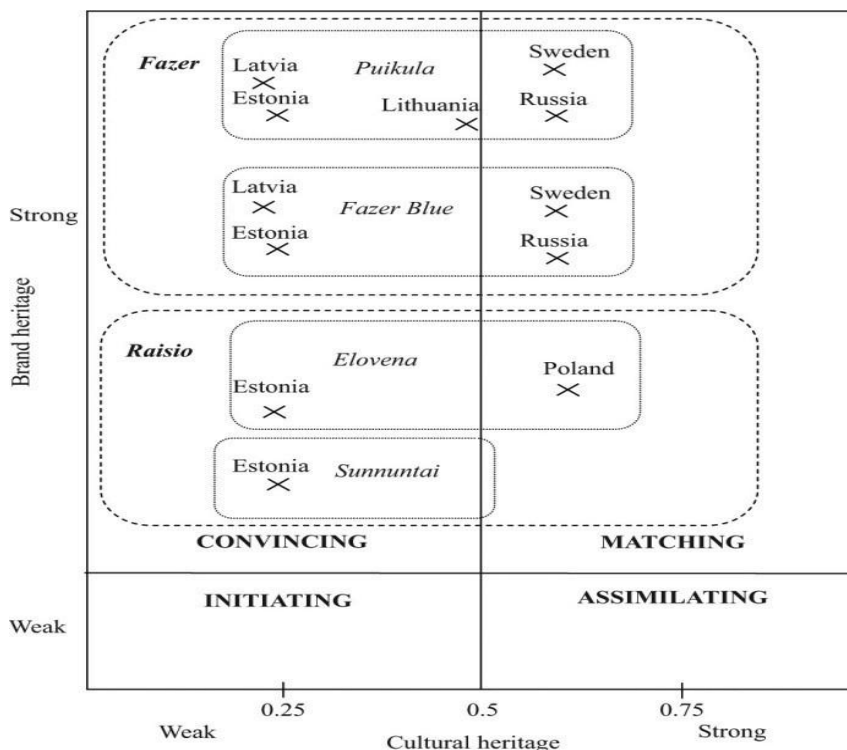 Fazer
Latvia
Puikula
Sweden
Estonia
Lithuania
Russia
Latvia
Fazer Blue
Sweden
Estonia
Russia
Strong
Brand heritage
Raisio
Elovena
Estonia
Poland
Estonia
Sunnuntai
CONVINCING
MATCHING
INITIATING
ASSIMILATING
Weak
0.25
0.5
0.75
Weak
Cultural heritage
Strong